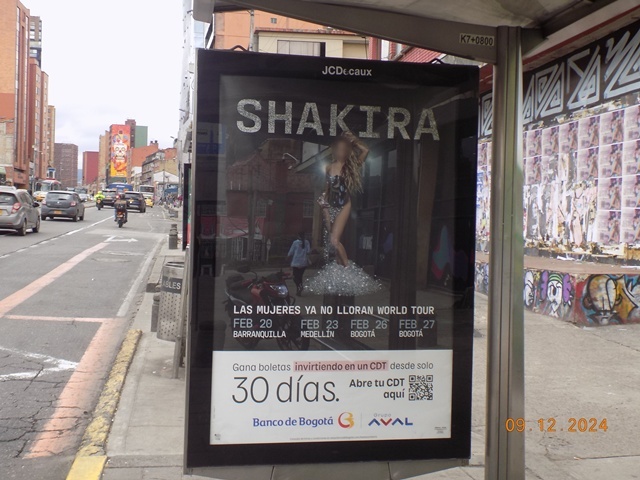 K7+0800
JCDecaux
SHAKIRA
LAS MUJERES YA NO LLORAN WORLD TOUR
FEB 20 FEB 23 FEB 26 FEB 27
BARRANQUILLA MEDELLÍN BOGOTÁ BOGOTÁ
Gana boletas invirtiendo en un CDT desde solo
30 días.
Abre tu CDT
aquí
Banco de Bogotá
AVAL
09.12.2024